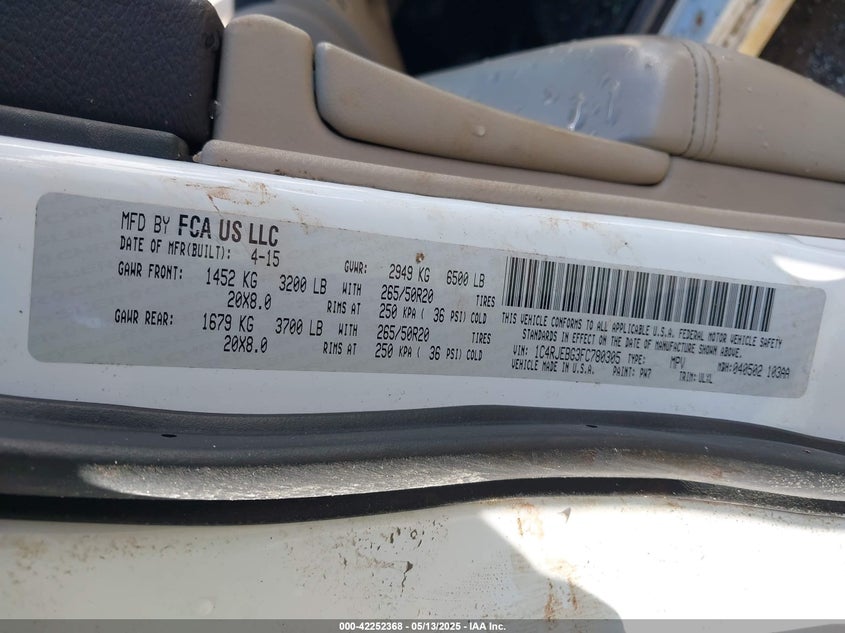 MFD BY FCA US LLC
DATE OF MFR(BUILT): 4-15 GVWR: 2949 KG 6500 LB
GAWR FRONT: 1452 KG 3200 LB WITH 265/50R20 TIRES
20X8.0 RIMS AT 250 KPA ( 36 PSI) COLD
GAWR REAR: 1679 KG 3700 LB WITH 265/50R20 TIRES
20X8.0 RIMS AT 250 KPA ( 36 PSI) COLD
THIS VEHICLE CONFORMS TO ALL APPLICABLE U.S.A. FEDERAL MOTOR VEHICLE SAFETY
STANDARDS IN EFFECT ON THE DATE OF MANUFACTURE SHOWN ABOVE.
VIN: 1C4RJEBG3FC780305 TYPE: MPV MDH: 040502 103AA
VEHICLE MADE IN U.S.A. PAINT: PW7 TRIM: ULXL
000-42252368 - 05/13/2025 - IAA Inc.